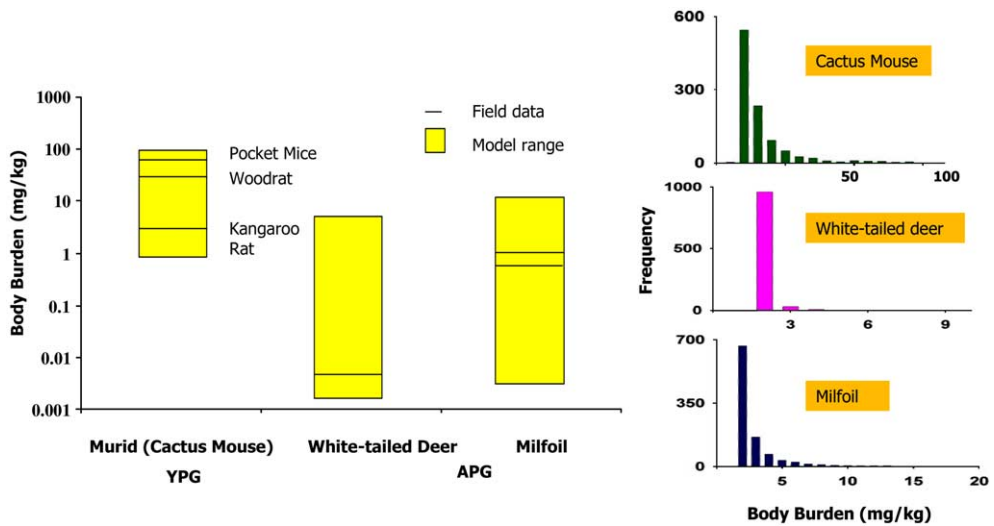 1000
100
10
1
0.1
0.01
0.001
Body Burden (mg/kg)
Field data
Model range
Pocket Mice
Woodrat
Kangaroo
Rat
Murid (Cactus Mouse)
White-tailed Deer
Milfoil
YPG
APG
600
300
0
Cactus Mouse
50
100
1000
500
0
White-tailed deer
3
6
9
Frequency
700
350
0
Milfoil
5
10
15
20
Body Burden (mg/kg)